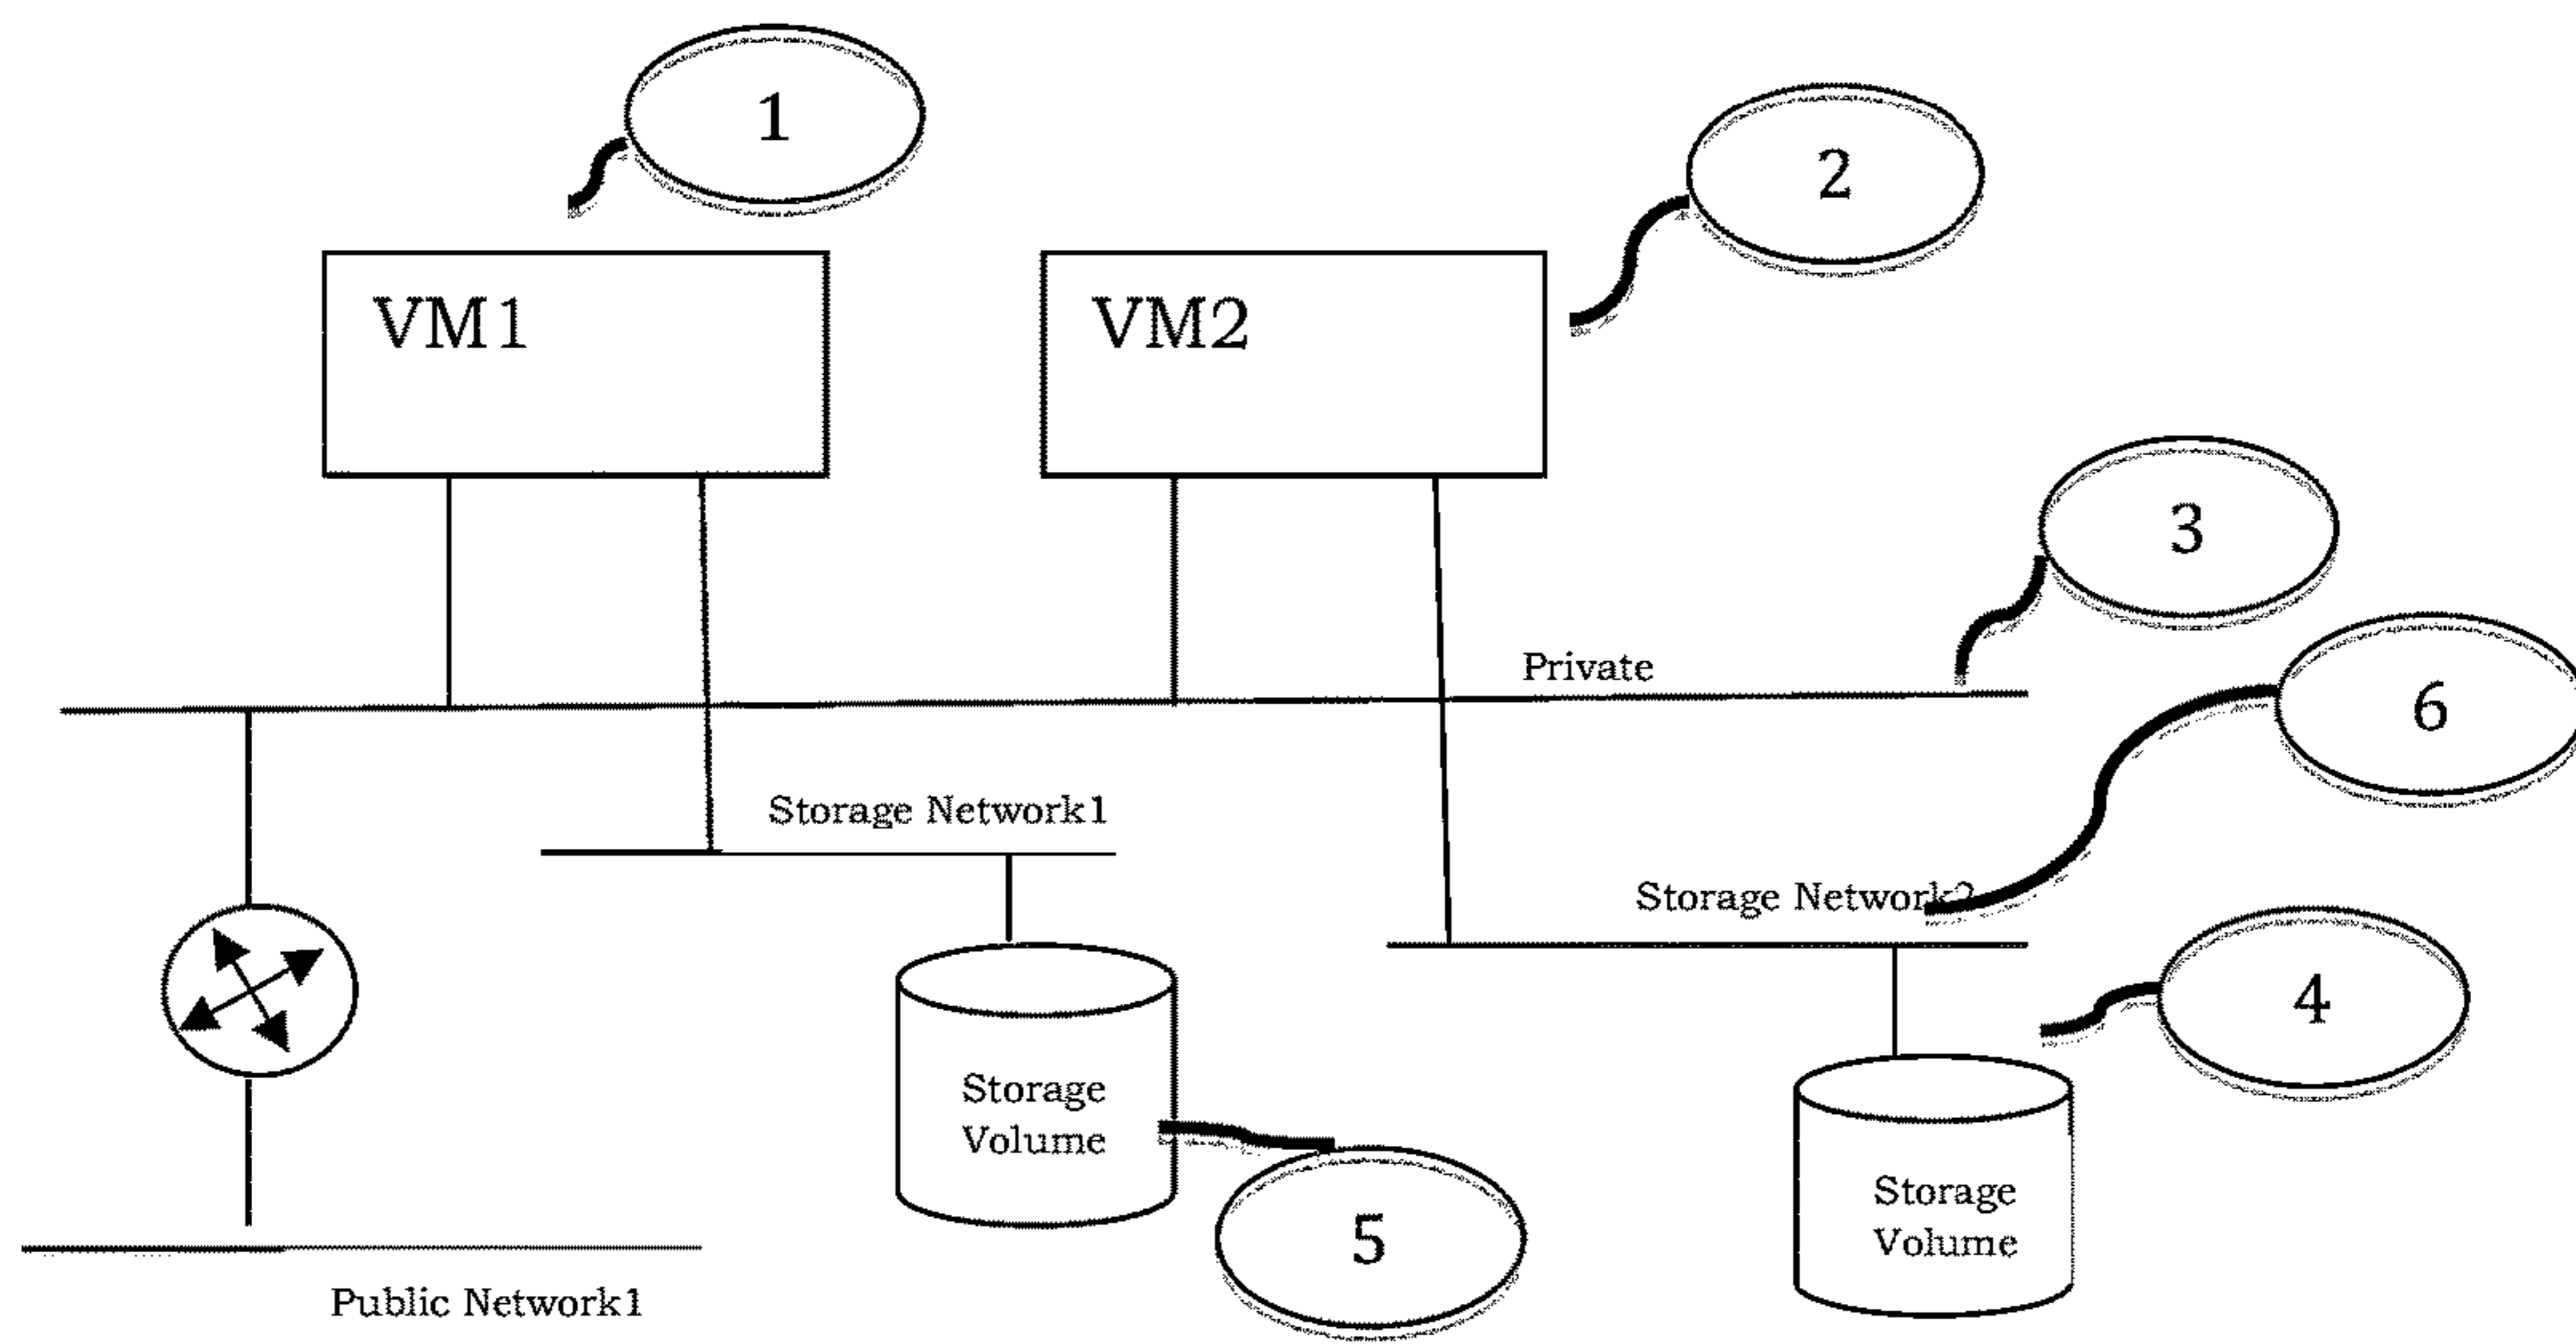 1
2
VM1
VM2
3
Private
6
Storage Network1
Storage Network2
4
Storage
Volume
5
Storage
Volume
Public Network1